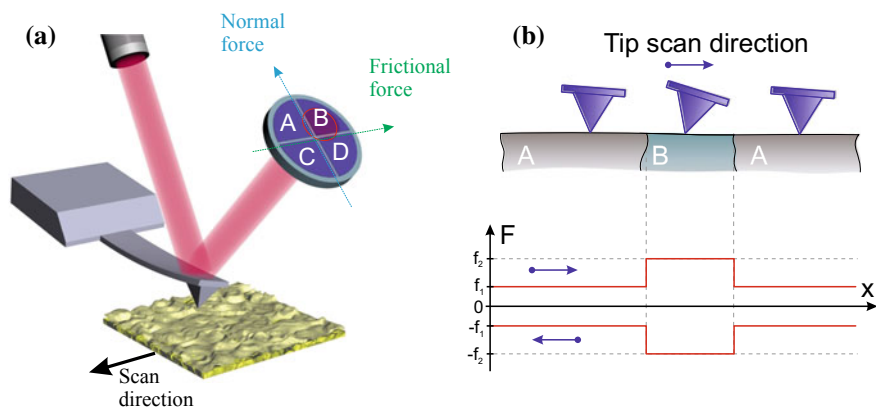 (a)
Normal
force
Frictional
force
A
B
C
D
Scan
direction
(b)
Tip scan direction
A
B
A
F
f2
f1
0
x
-f1
-f2